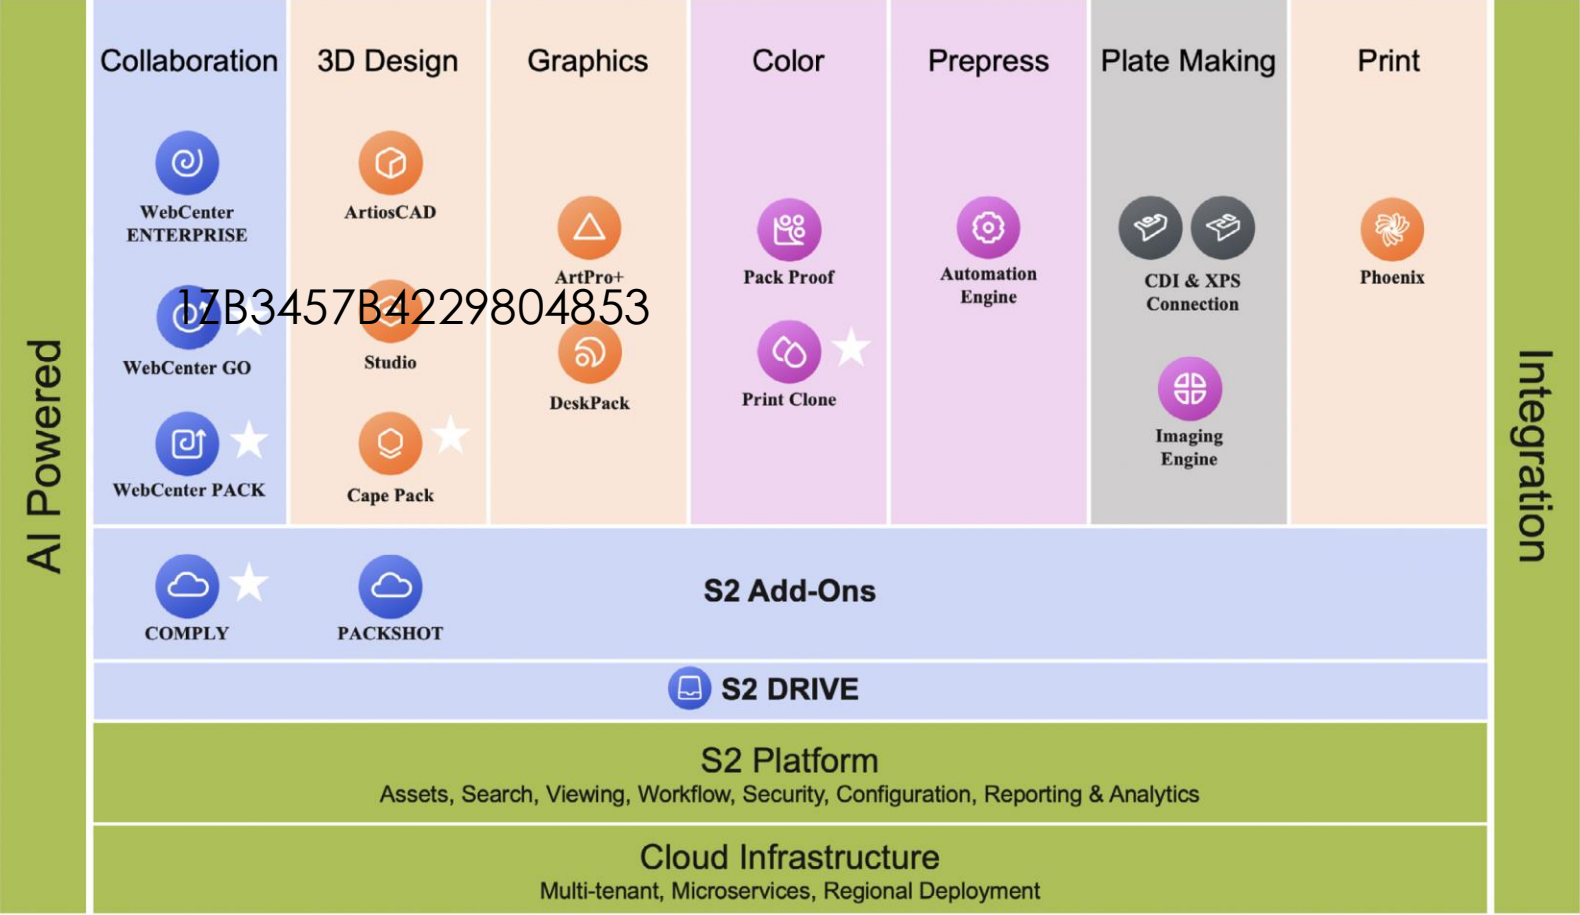 AI Powered
Collaboration
WebCenter
ENTERPRISE
WebCenter GO
WebCenter PACK
3D Design
ArtiosCAD
Studio
Cape Pack
Graphics
ArtPro+
DeskPack
1ZB3457B4229804853
Color
Pack Proof
Print Clone
Prepress
Automation
Engine
Plate Making
CDI & XPS
Connection
Imaging
Engine
Print
Phoenix
COMPLY
PACKSHOT
S2 Add-Ons
S2 DRIVE
S2 Platform
Assets, Search, Viewing, Workflow, Security, Configuration, Reporting & Analytics
Cloud Infrastructure
Multi-tenant, Microservices, Regional Deployment
Integration